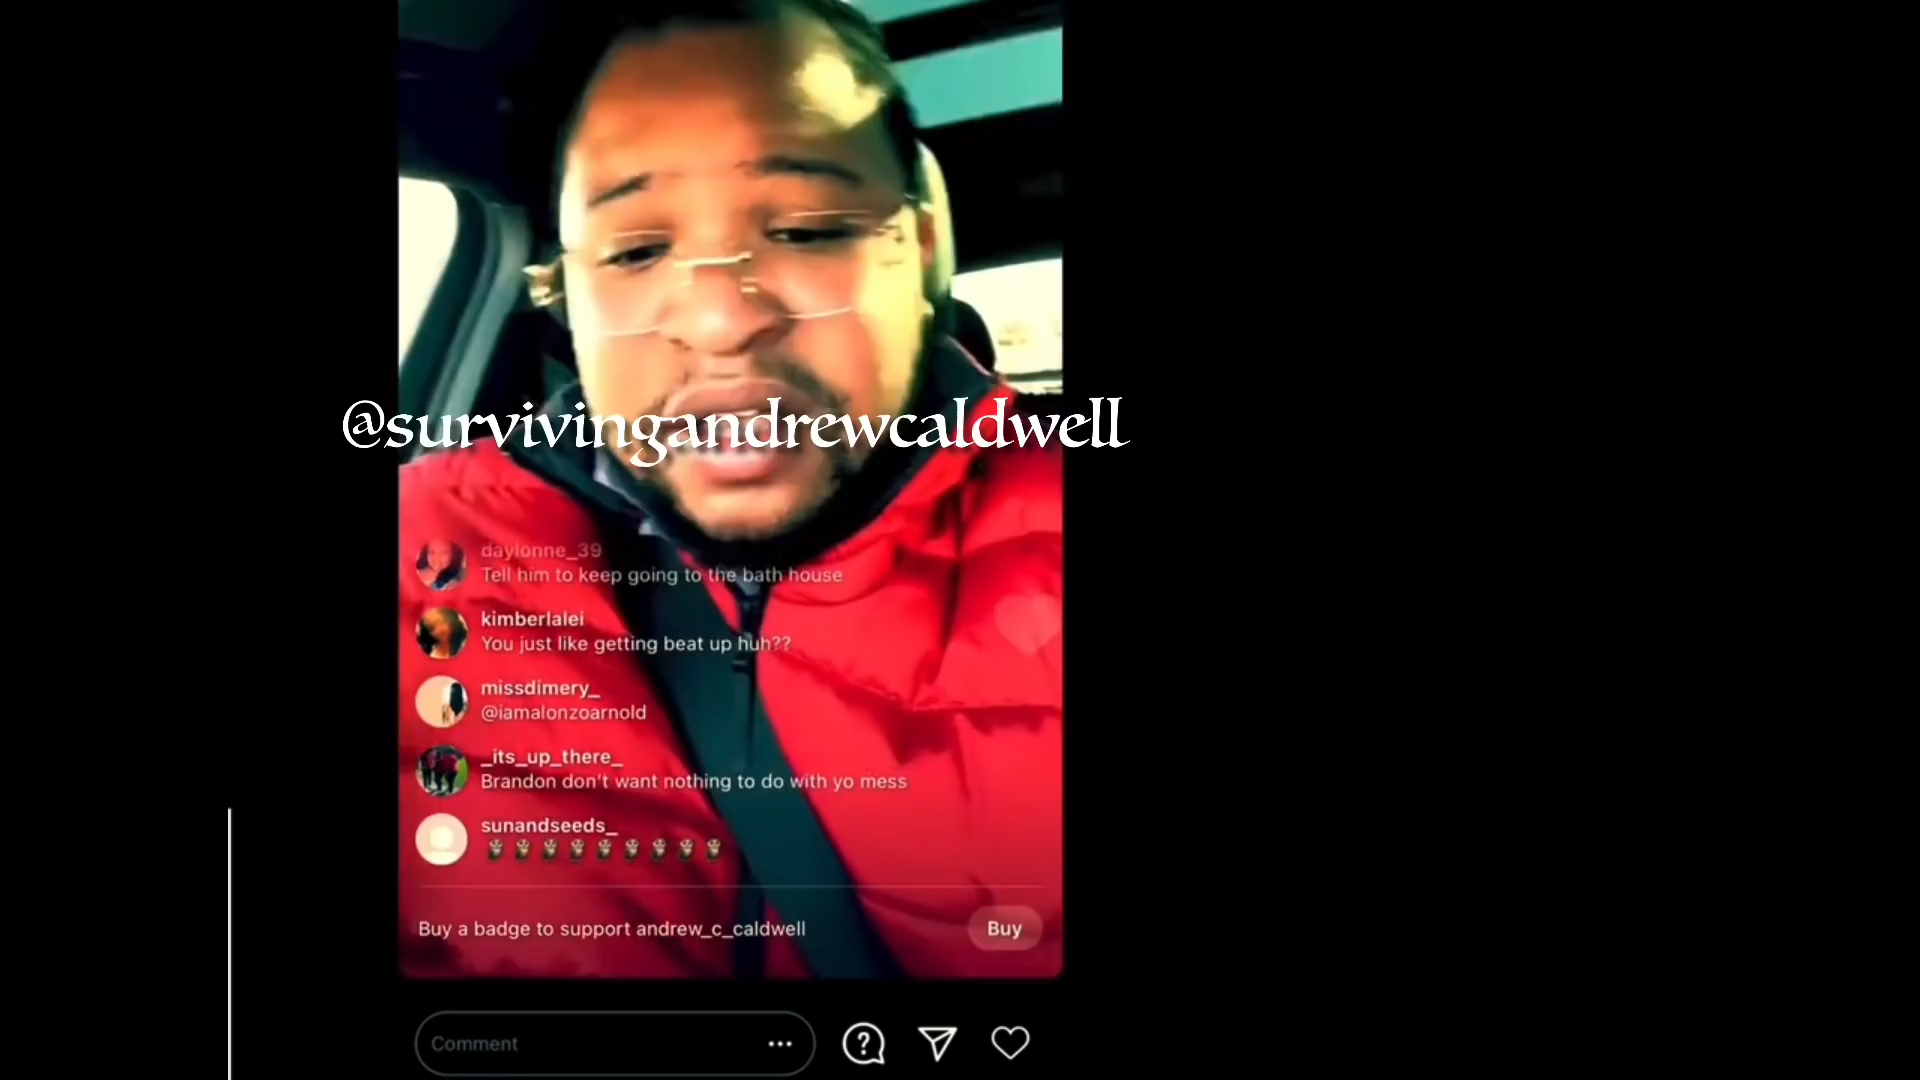 @survivingandrewcaldwell
daylonne_39
Tell him to keep going to the bath house
kimberlalei
You just like getting beat up huh??
missdimery_
@iamalonzoarnold
_its_up_there_
Brandon don't want nothing to do with yo mess
sunandseeds_
Buy a badge to support andrew_c_caldwell
Buy
Comment